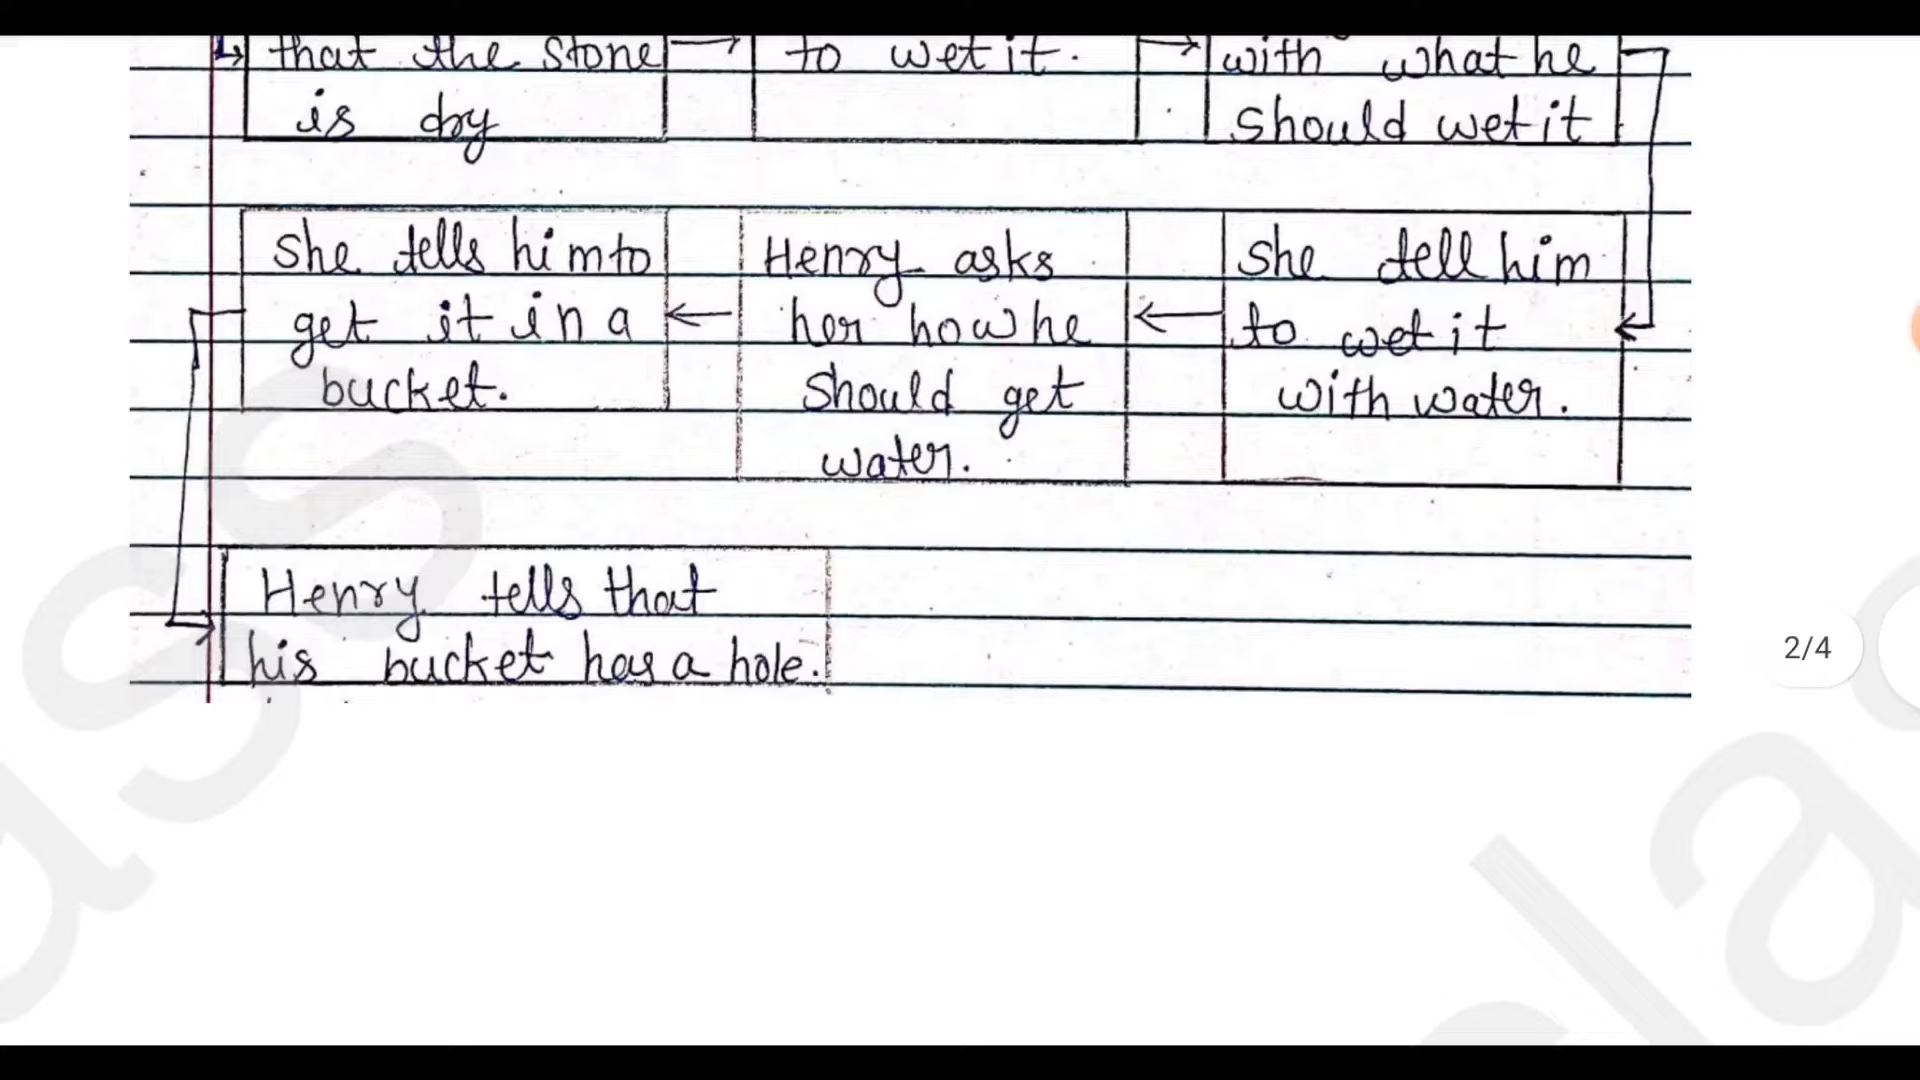 that the stone
is dry
to wet it.
with what he
should wet it
She tells him to
get it in a
bucket.
Henry asks
her how he
should get
water.
She tell him
to wet it
with water.
Henry tells that
his bucket has a hole.
2/4